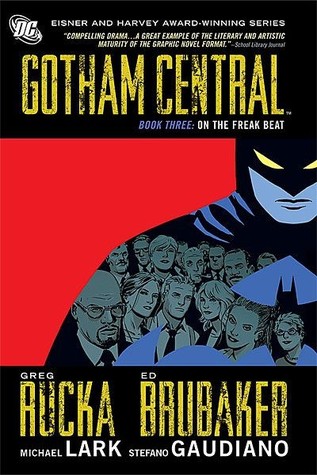 DC
EISNER AND HARVEY AWARD-WINNING SERIES
"COMPELLING DRAMA...A GREAT EXAMPLE OF THE LITERARY AND ARTISTIC
MATURITY OF THE GRAPHIC NOVEL FORMAT."—School Library Journal
GOTHAM CENTRAL™
BOOK THREE: ON THE FREAK BEAT
GREG ED
RUCKA BRUBAKER
MICHAEL LARK STEFANO GAUDIANO